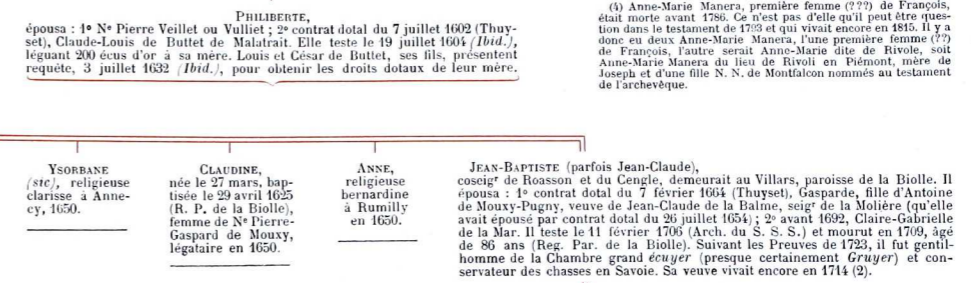 PHILIBERTE,
épousa : 1º Nº Pierre Veillet ou Vulliet ; 2º contrat dotal du 7 juillet 1602 (Thuy-
set), Claude-Louis de Buttet de Malatrait. Elle teste le 19 juillet 1604 (Ibid.),
léguant 200 écus d'or à sa mère. Louis et César de Buttet, ses fils, présentent
requête, 3 juillet 1632 (Ibid.), pour obtenir les droits dotaux de leur mère.
(4) Anne-Marie Manera, première femme (???) de François,
était morte avant 1786. Ce n'est pas d'elle qu'il peut être ques-
tion dans le testament de 1793 et qui vivait encore en 1815. Il y a
donc eu deux Anne-Marie Manera, l'une première femme (??)
de François, l'autre serait Anne-Marie dite de Rivole, soit
Anne-Marie Manera du lieu de Rivoli en Piémont, mère de
Joseph et d'une fille N. N. de Montfalcon nommés au testament
de l'archevêque.
YSORBANE
(sic), religieuse
clarisse à Anne-
cy, 1650.
CLAUDINE,
née le 27 mars, bap-
tisée le 29 avril 1625
(R. P. de la Biolle),
femme de Nº Pierre-
Gaspard de Mouxy,
légataire en 1650.
ANNE,
religieuse
bernardine
à Rumilly
en 1650.
JEAN-BAPTISTE (parfois Jean-Claude),
coseigr de Roasson et du Cengle, demeurait au Villars, paroisse de la Biolle. Il
épousa : 1º contrat dotal du 7 février 1664 (Thuyset), Gasparde, fille d'Antoine
de Mouxy-Pugny, veuve de Jean-Claude de la Balme, seigr de la Molière (qu'elle
avait épousé par contrat dotal du 26 juillet 1654) ; 2º avant 1692, Claire-Gabrielle
de la Mar. Il teste le 11 février 1706 (Arch. du S. S. S.) et mourut en 1709, âgé
de 86 ans (Reg. Par. de la Biolle). Suivant les Preuves de 1723, il fut gentil-
homme de la Chambre grand écuyer (presque certainement Gruyer) et con-
servateur des chasses en Savoie. Sa veuve vivait encore en 1714 (2).